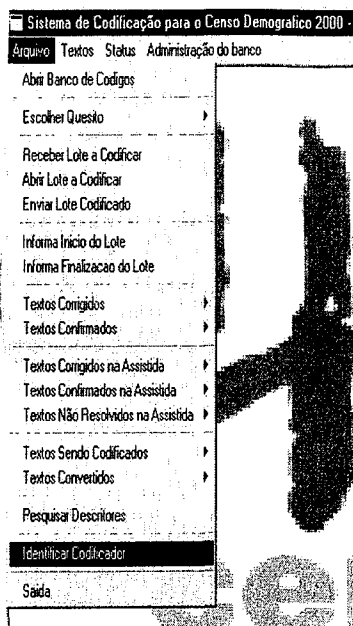 Sistema de Codificação para o Censo Demografico 2000 -
Arquivo Textos Status Administração do banco
Abrir Banco de Codigos
Escolher Quesito
Receber Lote a Codificar
Abrir Lote a Codificar
Enviar Lote Codificado
Informa Inicio do Lote
Informa Finalizacao do Lote
Textos Corrigidos
Textos Confirmados
Textos Corrigidos na Assistida
Textos Confirmados na Assistida
Textos Não Resolvidos na Assistida
Textos Sendo Codificados
Textos Convertidos
Pesquisar Descritores
Identificar Codificador
Saída